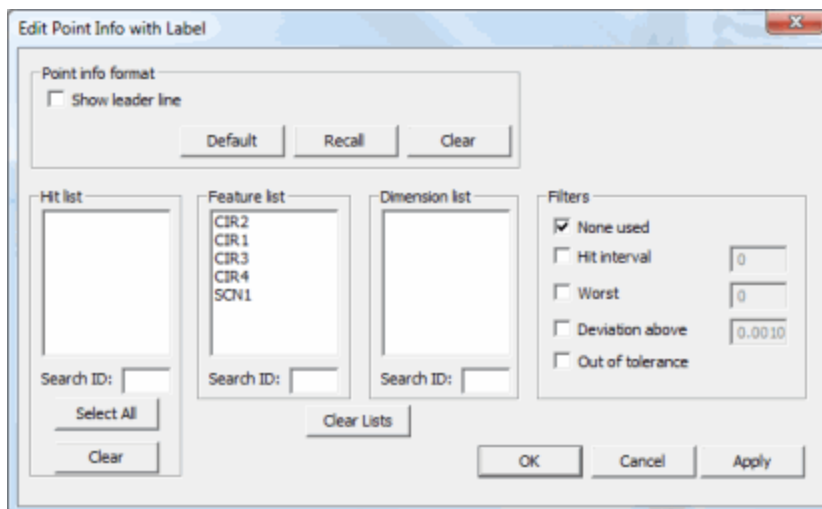 Edit Point Info with Label
Point info format
Show leader line
Default Recall Clear
Hit list
Search ID:
Select All
Clear
Feature list
CIR2
CIR1
CIR3
CIR4
SCN1
Search ID:
Dimension list
Search ID:
Clear Lists
Filters
None used
Hit interval 0
Worst 0
Deviation above 0.0010
Out of tolerance
OK Cancel Apply